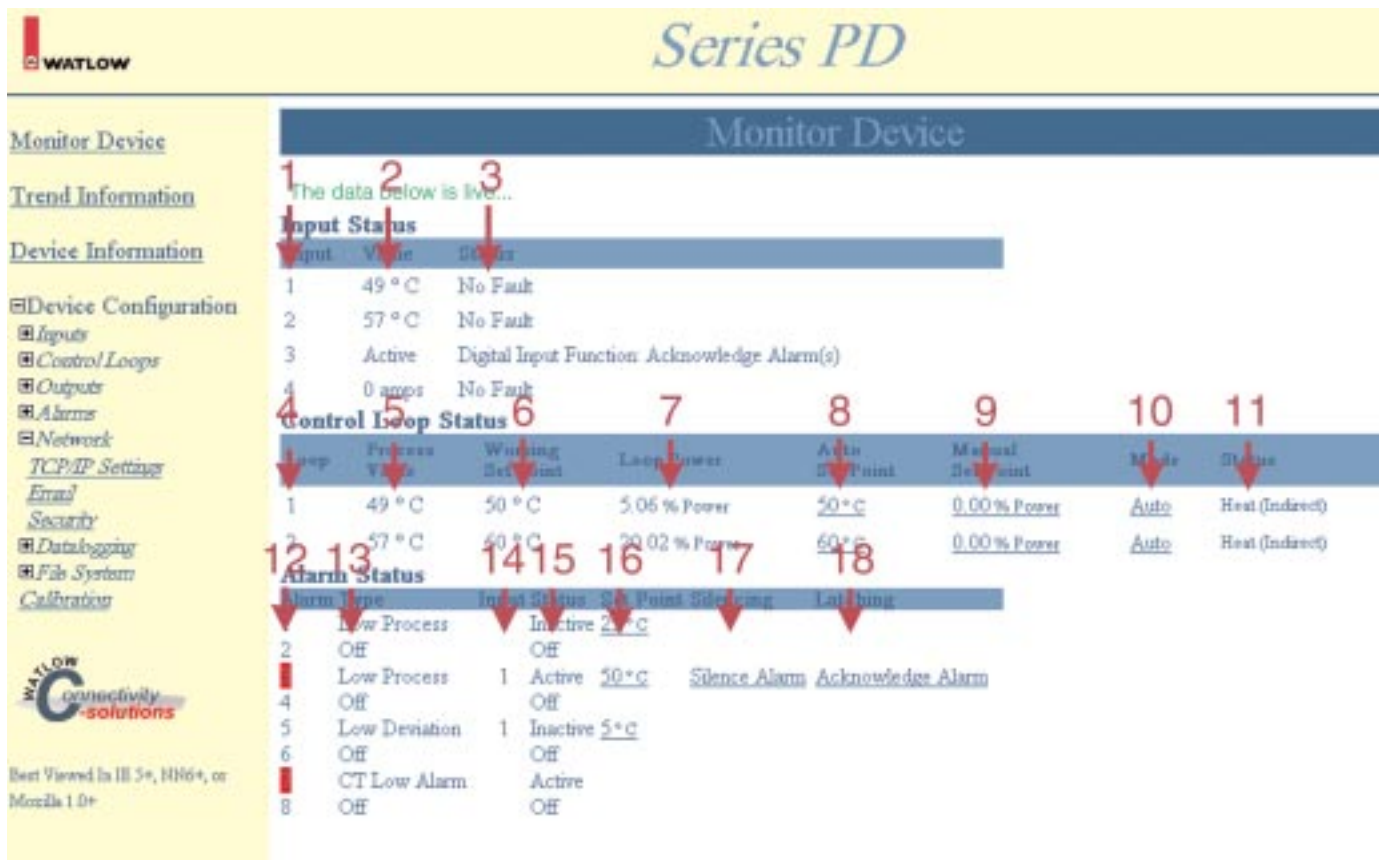 WATLOW
Series PD
Monitor Device
Trend Information
Device Information
Device Configuration
Inputs
Control Loops
Outputs
Alarms
Network
TCP/IP Settings
Email
Security
Datalogging
File System
Calibration
WATLOW
Connectivity
-solutions
Best Viewed In IE 5+, NN6+, or
Mozilla 1.0+
Monitor Device
1 2 3
The data below is live...
Input Status
Input Value Status
1 49 °C No Fault
2 57 °C No Fault
3 Active Digital Input Function: Acknowledge Alarm(s)
4 0 amps No Fault
4 5 6 7 8 9 10 11
Control Loop Status
Loop Process Value Working Set Point Loop Power Auto Set Point Manual Set Point Mode Status
1 49 °C 50 °C 5.06 % Power 50 °C 0.00 % Power Auto Heat (Indirect)
57 °C 60 °C 20.02 % Power 60 °C 0.00 % Power Auto Heat (Indirect)
12 13 14 15 16 17 18
Alarm Status
Alarm Type Input Status Set Point Silencing Latching
Low Process Inactive °C
2 Off Off
Low Process 1 Active 50 °C Silence Alarm Acknowledge Alarm
4 Off Off
5 Low Deviation 1 Inactive 5 °C
6 Off Off
CT Low Alarm Active
8 Off Off